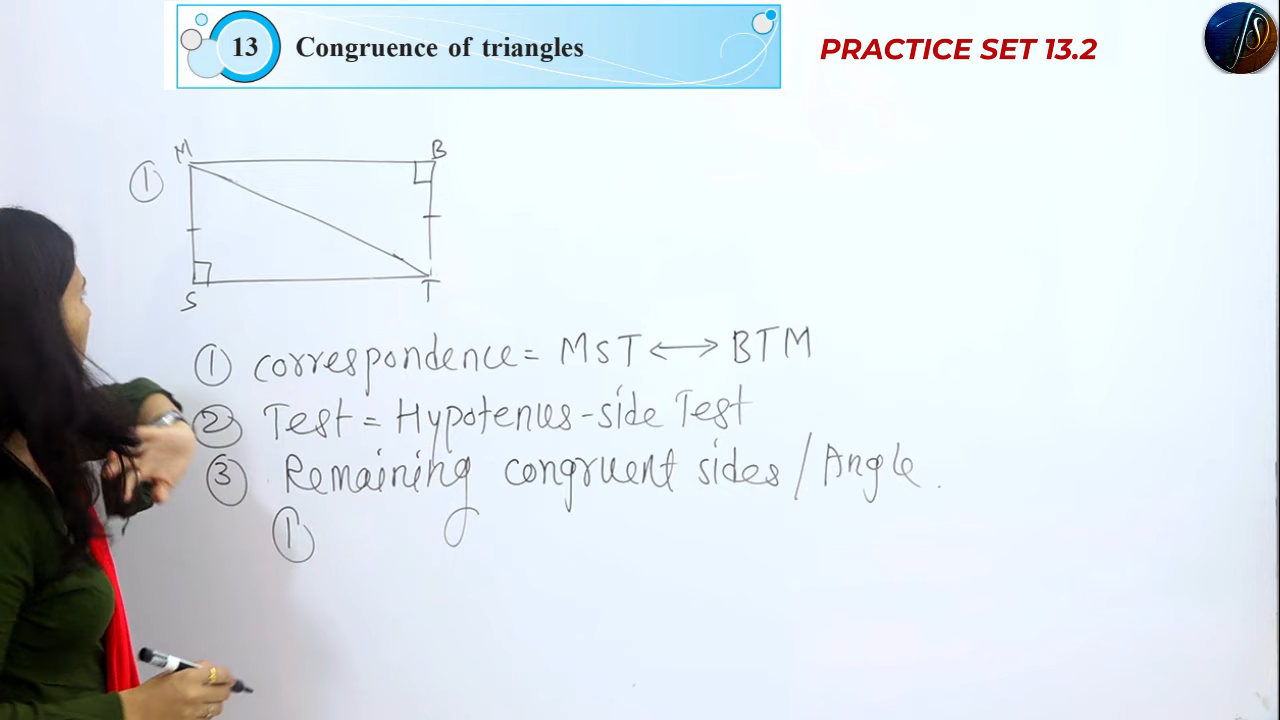 13 Congruence of triangles
PRACTICE SET 13.2
M B
①
S T
① correspondence = MST ↔ BTM
② Test = Hypotenus-side Test
③ Remaining congruent sides / Angle.
①